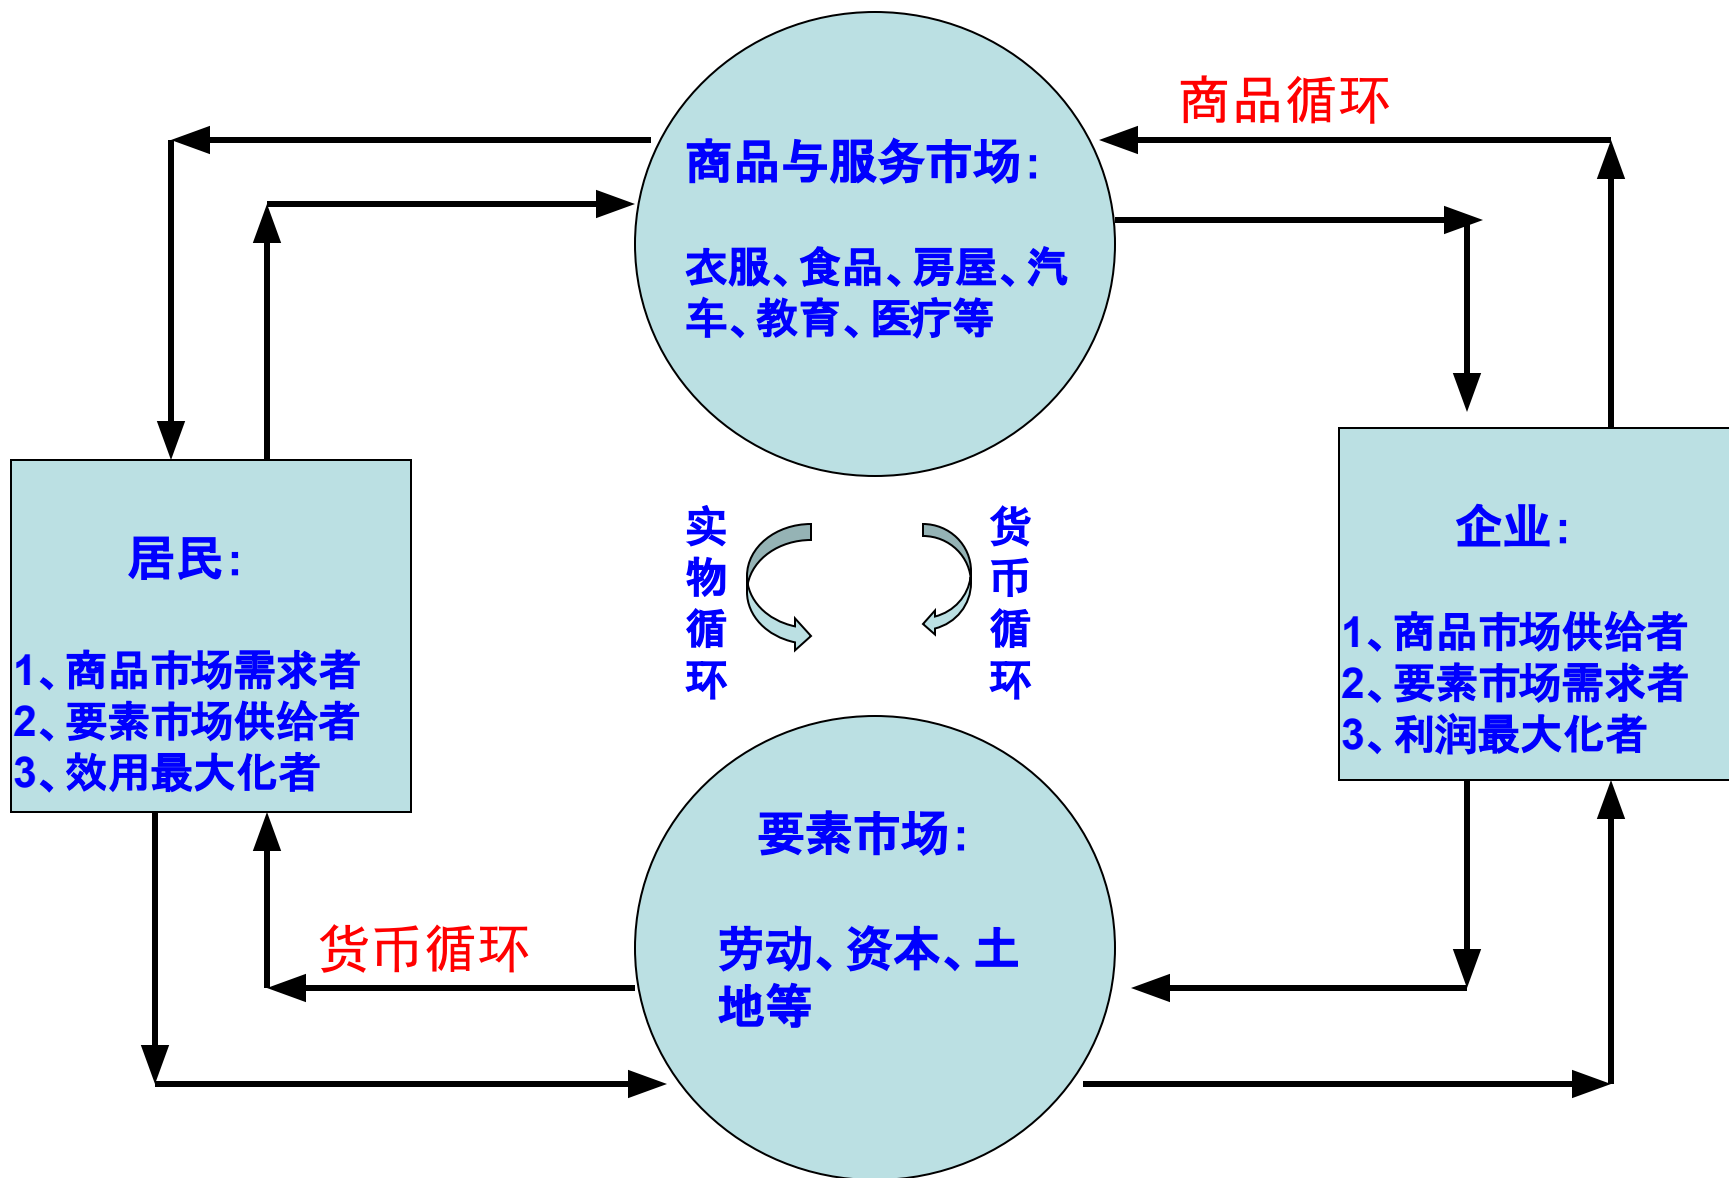 商品循环
商品与服务市场：
衣服、食品、房屋、汽
车、教育、医疗等
居民：
1、商品市场需求者
2、要素市场供给者
3、效用最大化者
实物循环
货币循环
企业：
1、商品市场供给者
2、要素市场需求者
3、利润最大化者
要素市场：
劳动、资本、土
地等
货币循环